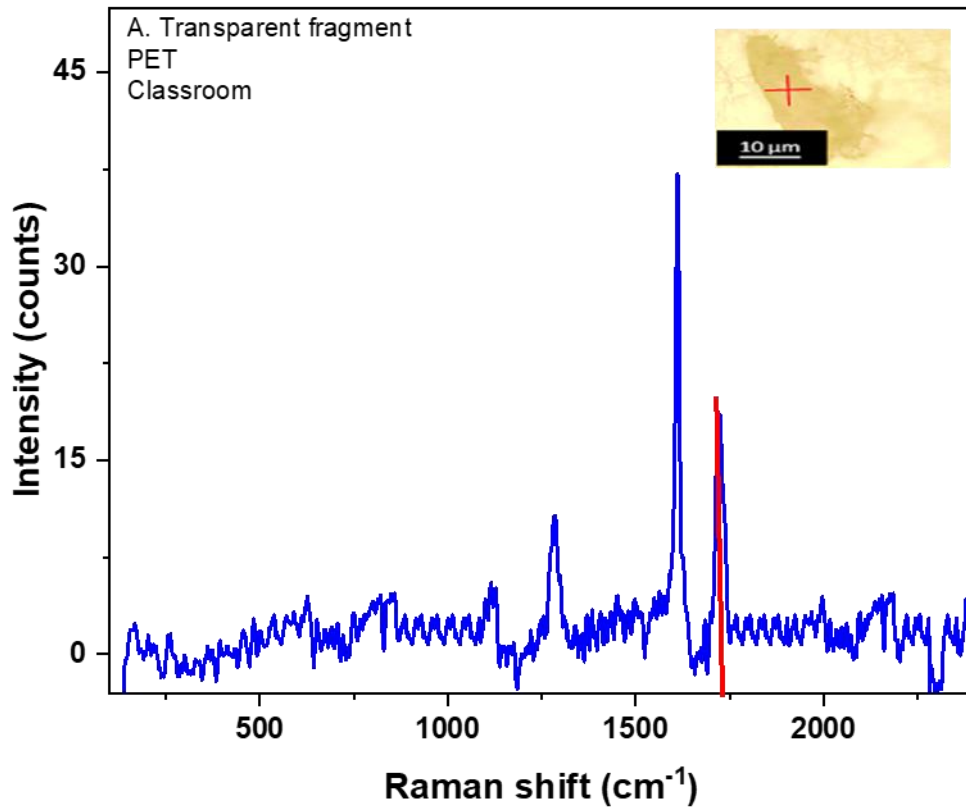 A. Transparent fragment
PET
Classroom
10 µm
45
30
15
0
Intensity (counts)
500
1000
1500
2000
Raman shift (cm⁻¹)